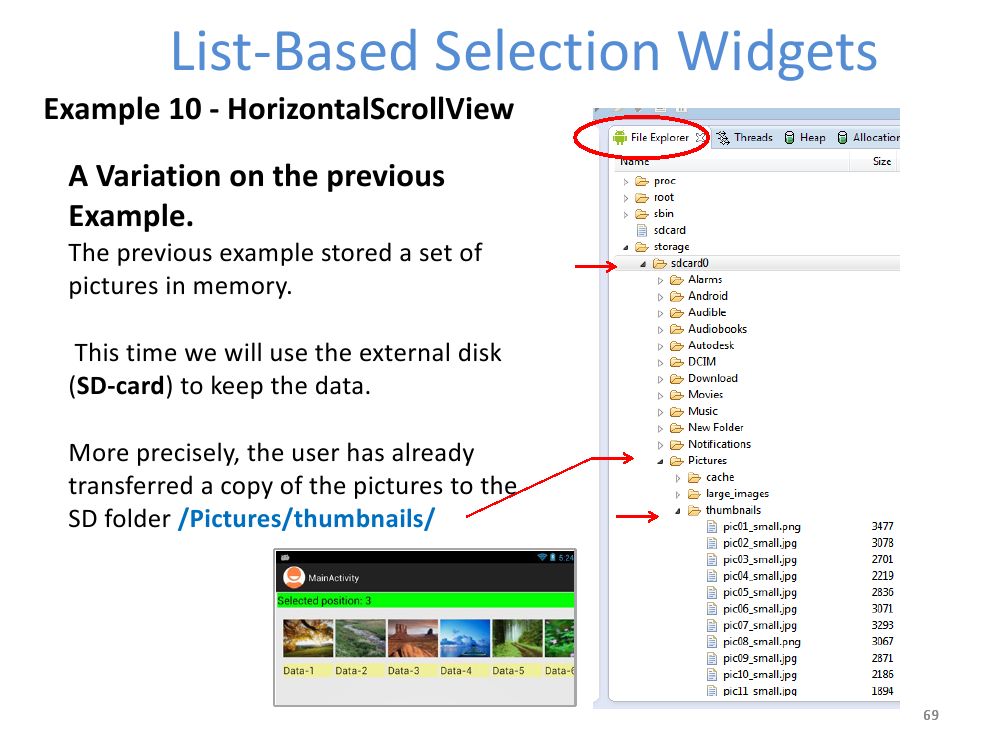 List-Based Selection Widgets
Example 10 - HorizontalScrollView
A Variation on the previous
Example.
The previous example stored a set of
pictures in memory.
This time we will use the external disk
(SD-card) to keep the data.
More precisely, the user has already
transferred a copy of the pictures to the
SD folder /Pictures/thumbnails/
5:24
MainActivity
Selected position: 3
Data-1 Data-2 Data-3 Data-4 Data-5 Data-6
File Explorer Threads Heap Allocation
Name Size
proc
root
sbin
sdcard
storage
sdcard0
Alarms
Android
Audible
Audiobooks
Autodesk
DCIM
Download
Movies
Music
New Folder
Notifications
Pictures
cache
large_images
thumbnails
pic01_small.png 3477
pic02_small.jpg 3078
pic03_small.jpg 2701
pic04_small.jpg 2219
pic05_small.jpg 2836
pic06_small.jpg 3071
pic07_small.jpg 3293
pic08_small.png 3067
pic09_small.jpg 2871
pic10_small.jpg 2186
pic11_small.jpg 1894
69